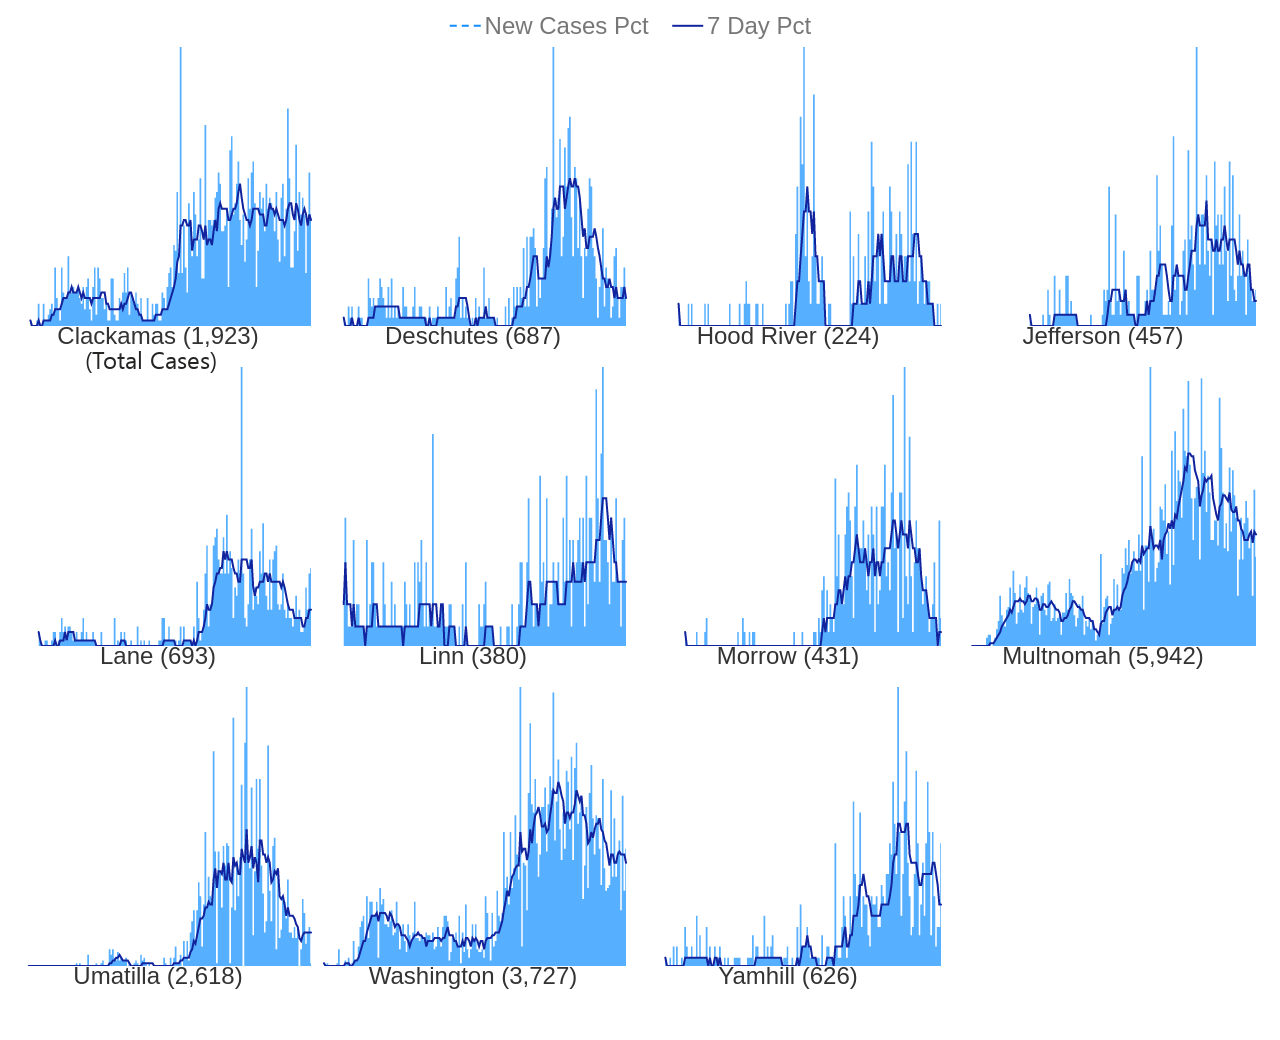 New Cases Pct 7 Day Pct
Clackamas (1,923) Deschutes (687) Hood River (224) Jefferson (457)
(Total Cases)
Lane (693) Linn (380) Morrow (431) Multnomah (5,942)
Umatilla (2,618) Washington (3,727) Yamhill (626)